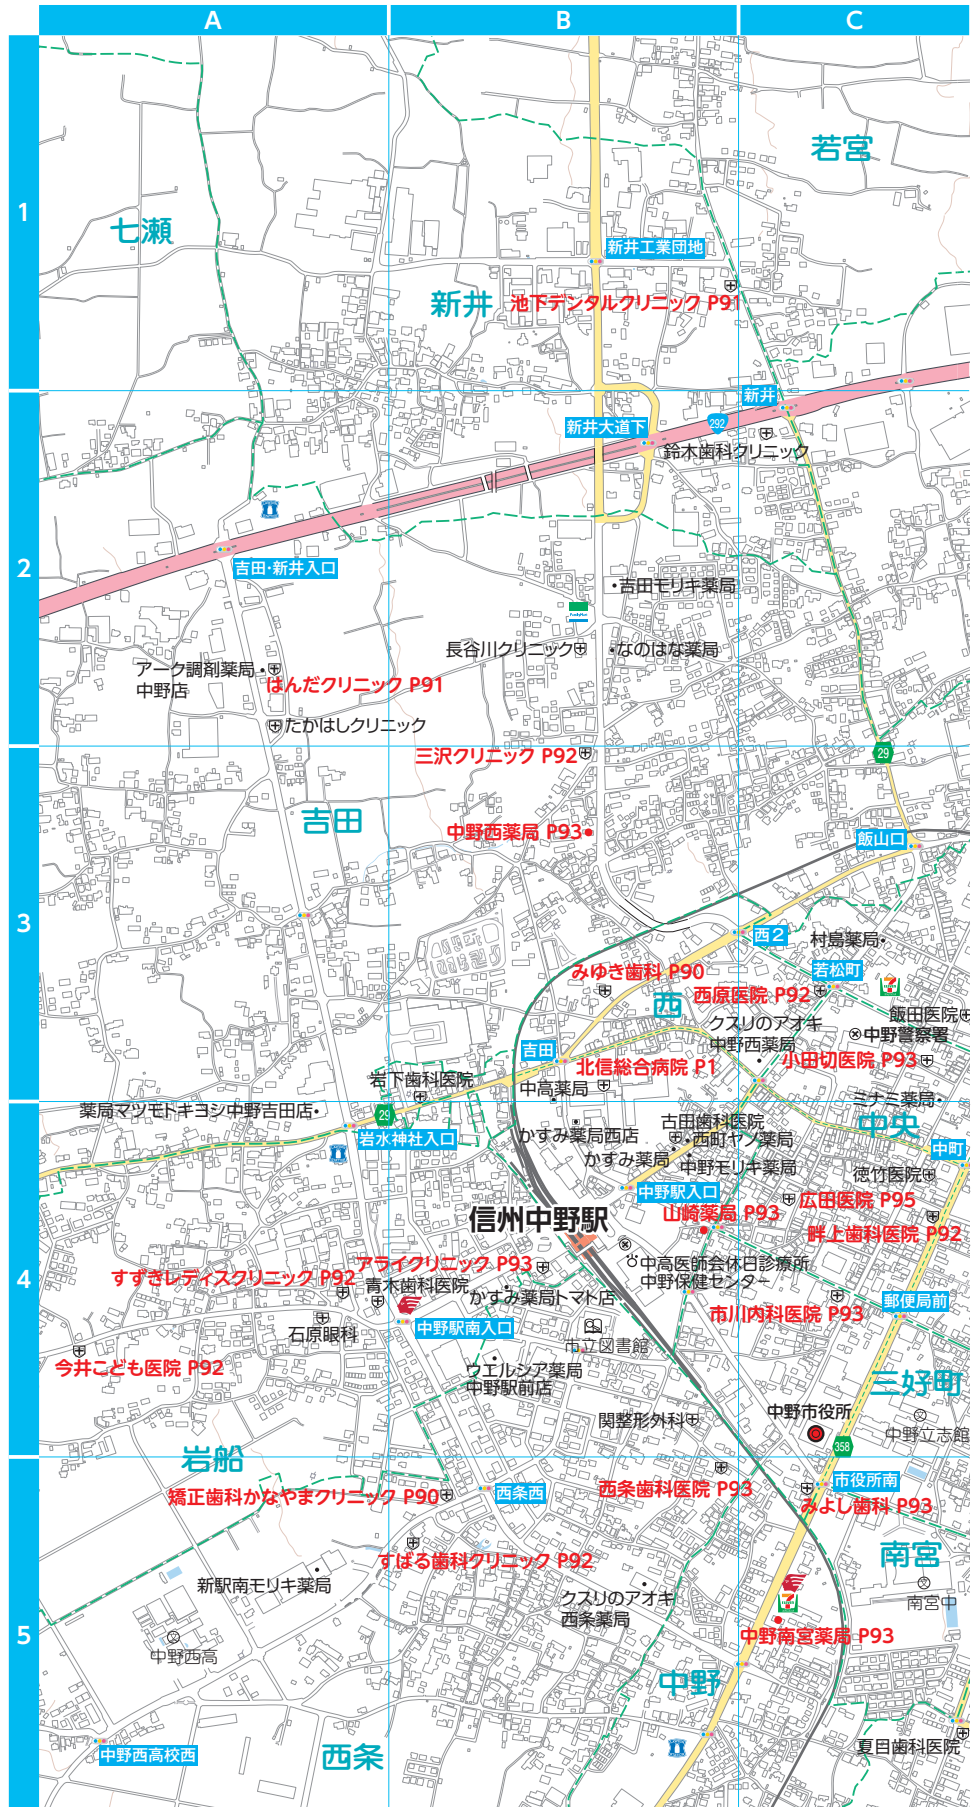 A
B
C
1
若宮
七瀬
新井工業団地
新井
池下デンタルクリニック P91
2
新井
292
新井大道下
鈴木歯科クリニック
吉田・新井入口
・吉田モリキ薬局
FamilyMart
長谷川クリニック
・なのはな薬局
アーク調剤薬局・
中野店
はんだクリニック P91
たかはしクリニック
3
29
三沢クリニック P92
吉田
中野西薬局 P93
飯山口
西2
村島薬局・
若松町
みゆき歯科 P90
西原医院 P92
西
飯田医院
クスリのアオキ
中野西薬局
中野警察署
吉田
北信総合病院 P1
小田切医院 P93
岩下歯科医院
中高薬局
ミナミ薬局・
4
薬局マツモトキヨシ中野吉田店・
29
岩水神社入口
かすみ薬局西店
古田歯科医院
・西町ヤノ薬局
かすみ薬局
中野モリキ薬局
中央
中町
徳竹医院
中野駅入口
広田医院 P95
山崎薬局 P93
信州中野駅
畔上歯科医院 P92
アライクリニック P93
中高医師会休日診療所
中野保健センター
すずきレディスクリニック P92
青木歯科医院
かすみ薬局トマト店
市川内科医院 P93
郵便局前
石原眼科
中野駅南入口
市立図書館
今井こども医院 P92
ウエルシア薬局
中野駅前店
三好町
関整形外科
中野市役所
中野立志館
358
岩船
5
矯正歯科かなやまクリニック P90
西条西
西条歯科医院 P93
市役所南
みよし歯科 P93
すばる歯科クリニック P92
南宮
新駅南モリキ薬局
クスリのアオキ
西条薬局
南宮中
中野西高
中野南宮薬局 P93
中野
中野西高校西
西条
夏目歯科医院